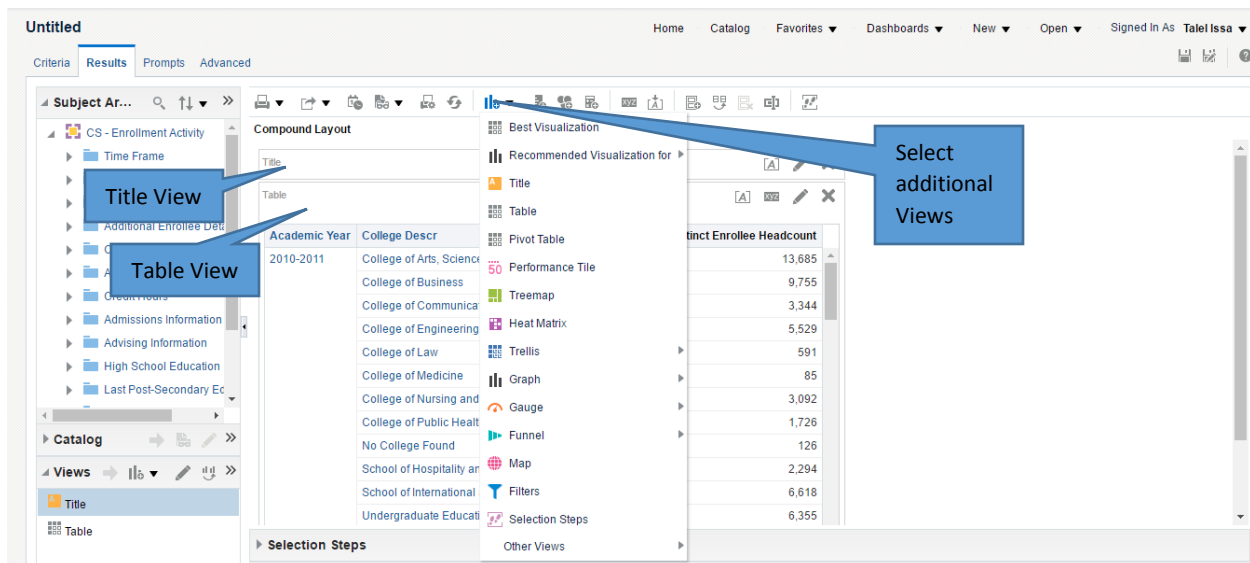 Untitled
Home Catalog Favorites Dashboards New Open Signed In As Talel Issa
Criteria Results Prompts Advanced
Subject Ar...
CS - Enrollment Activity
Time Frame
Additional Enrollee Deta
Credit Hours
Admissions Information
Advising Information
High School Education
Last Post-Secondary Ec
Catalog
Views
Title
Table
Compound Layout
Title
Table
Academic Year College Descr tinct Enrollee Headcount
2010-2011 College of Arts, Science 13,685
College of Business 9,755
College of Communica 3,344
College of Engineering 5,529
College of Law 591
College of Medicine 85
College of Nursing and 3,092
College of Public Healt 1,726
No College Found 126
School of Hospitality an 2,294
School of International 6,618
Undergraduate Educati 6,355
Selection Steps
Best Visualization
Recommended Visualization for
Title
Table
Pivot Table
50 Performance Tile
Treemap
Heat Matrix
Trellis
Graph
Gauge
Funnel
Map
Filters
Selection Steps
Other Views
Title View
Table View
Select
additional
Views